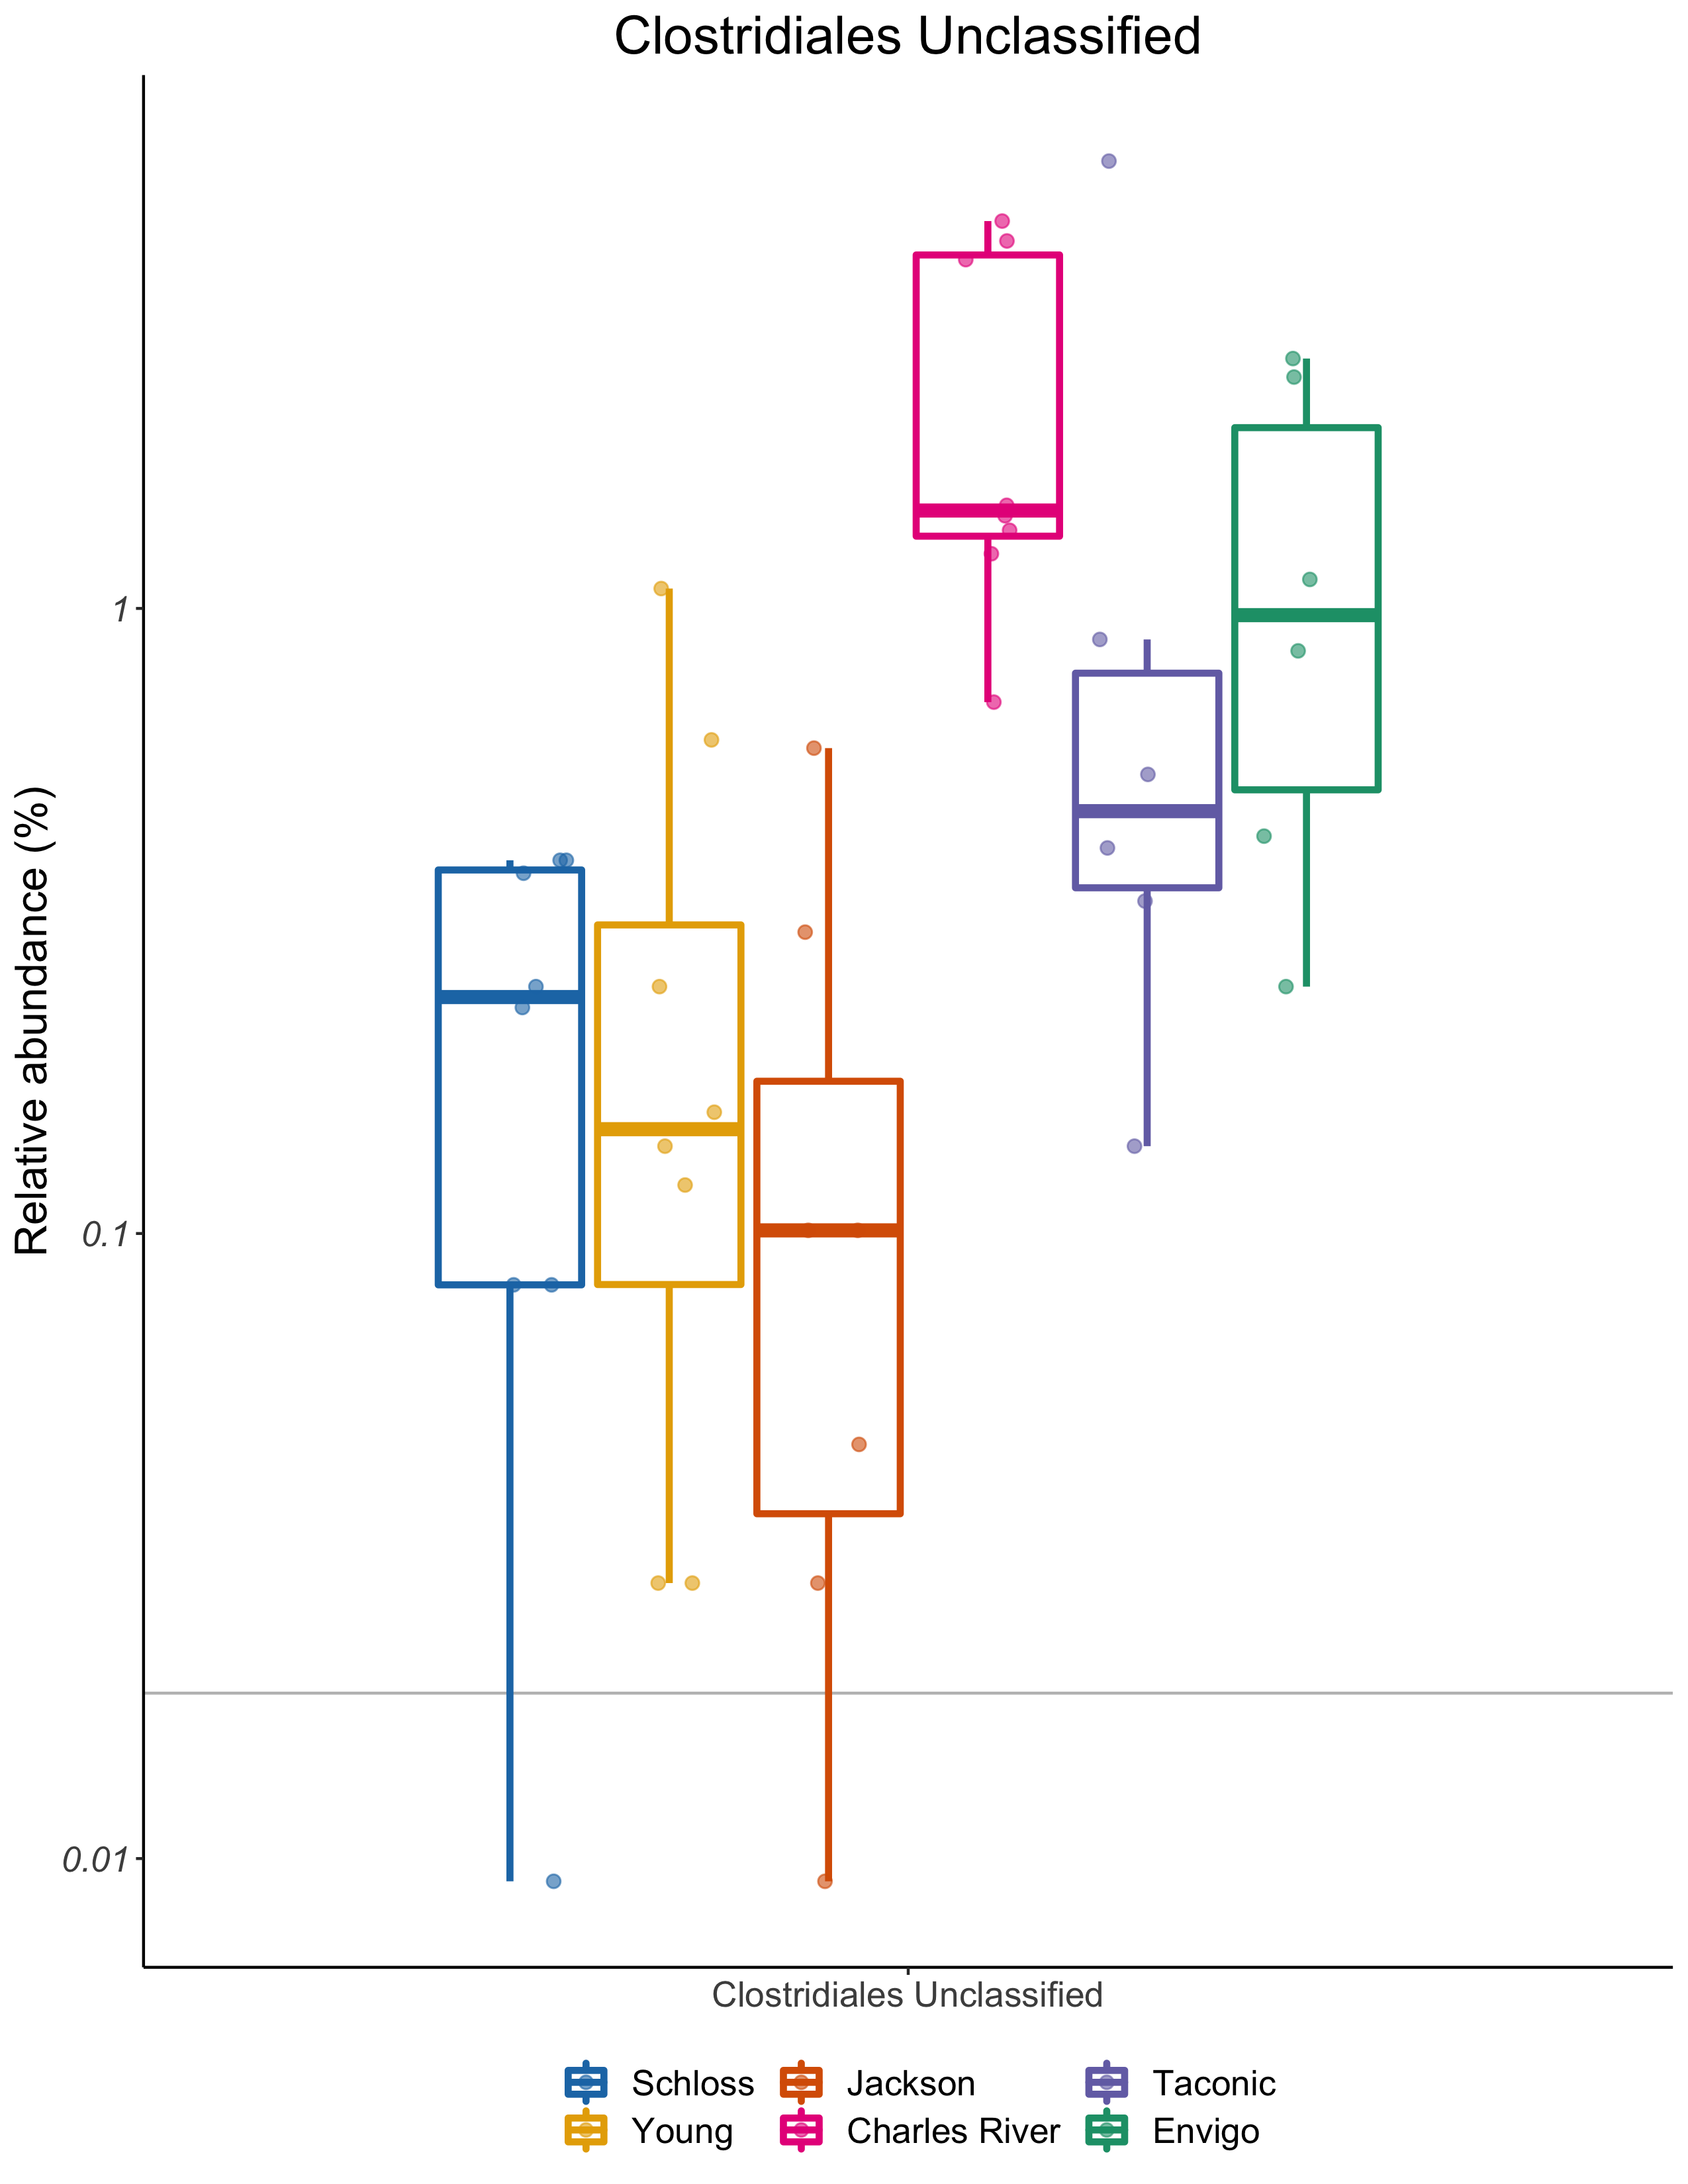 Clostridiales Unclassified
Relative abundance (%)
1
0.1
0.01
Clostridiales Unclassified
Schloss Jackson Taconic
Young Charles River Envigo